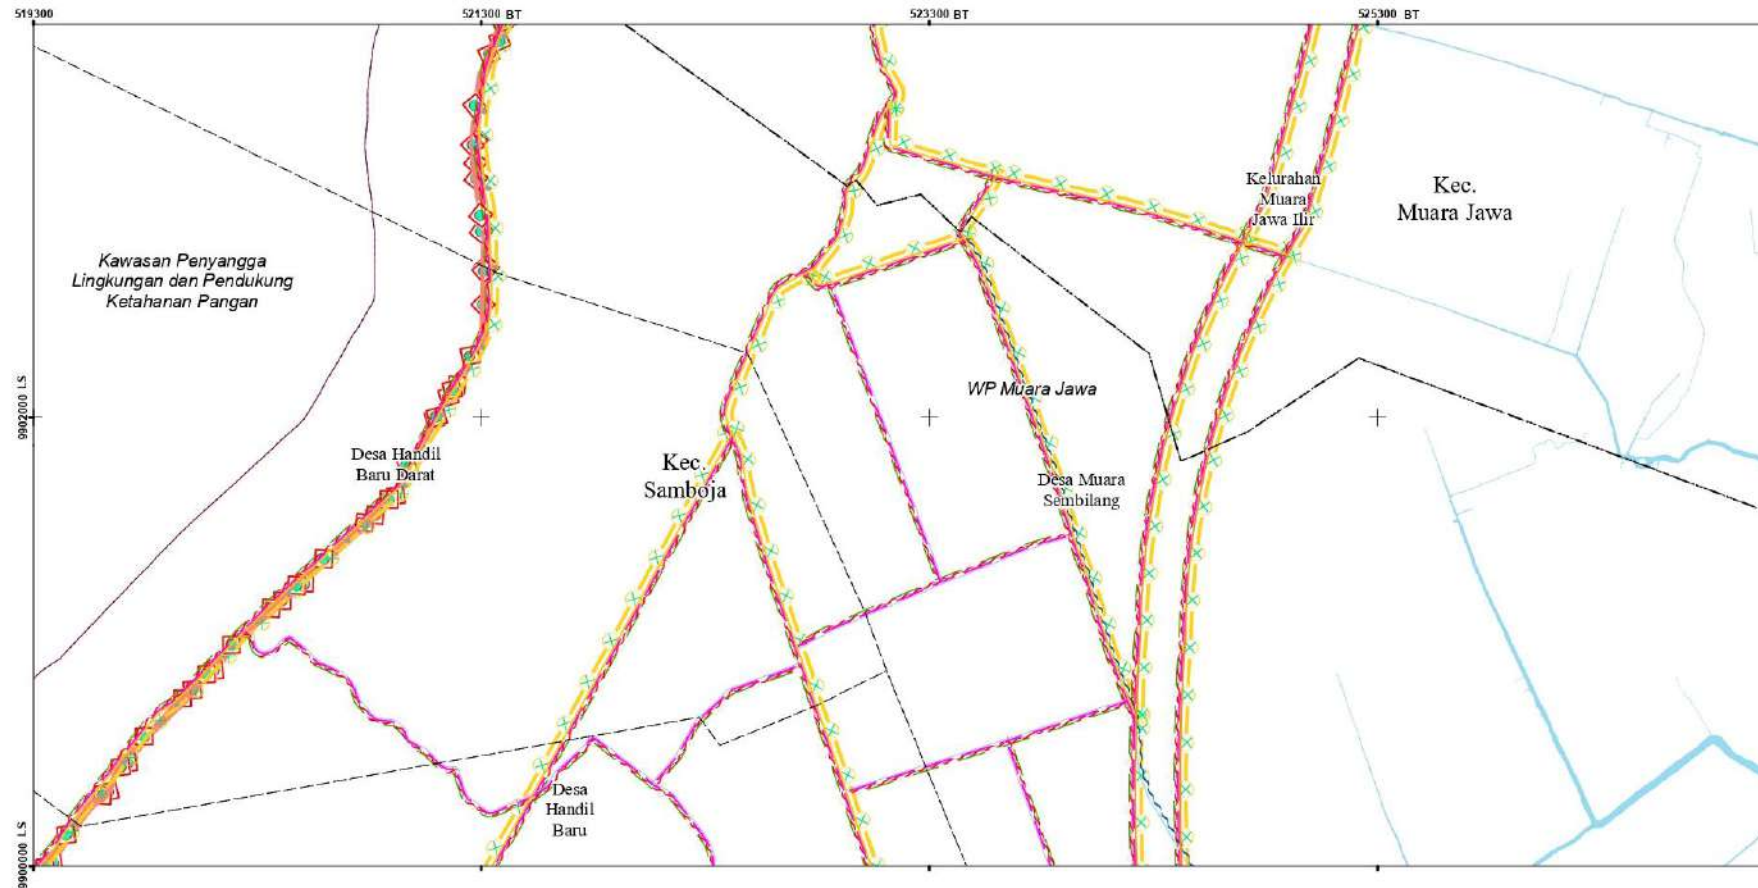 519300
521300 BT
523300 BT
525300 BT
Kelurahan
Muara
Jawa Ilir
Kec.
Muara Jawa
Kawasan Penyangga
Lingkungan dan Pendukung
Ketahanan Pangan
WP Muara Jawa
9902000 LS
Desa Handil
Baru Darat
Kec.
Samboja
Desa Muara
Sembilang
Desa
Handil
Baru
9900000 LS